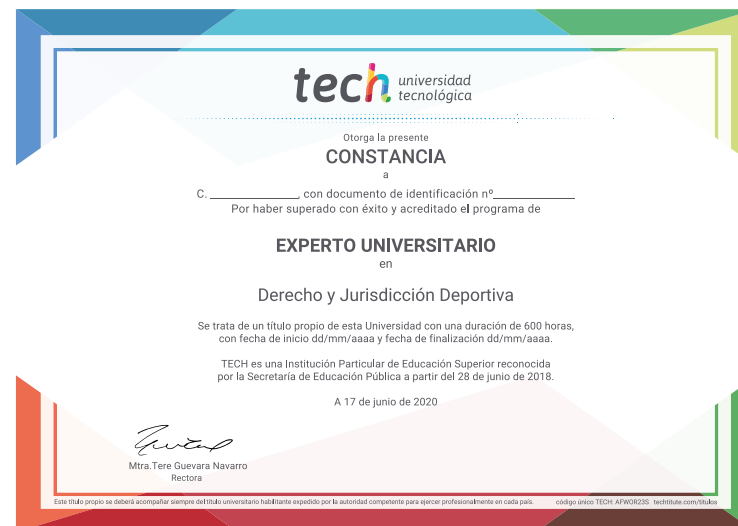 tech universidad
tecnológica
Otorga la presente
CONSTANCIA
a
C. ________________, con documento de identificación nº______________
Por haber superado con éxito y acreditado el programa de
EXPERTO UNIVERSITARIO
en
Derecho y Jurisdicción Deportiva
Se trata de un título propio de esta Universidad con una duración de 600 horas,
con fecha de inicio dd/mm/aaaa y fecha de finalización dd/mm/aaaa.
TECH es una Institución Particular de Educación Superior reconocida
por la Secretaría de Educación Pública a partir del 28 de junio de 2018.
A 17 de junio de 2020
Mtra.Tere Guevara Navarro
Rectora
Este título propio se deberá acompañar siempre del título universitario habilitante expedido por la autoridad competente para ejercer profesionalmente en cada país. código único TECH: AFWOR23S techtitute.com/titulos